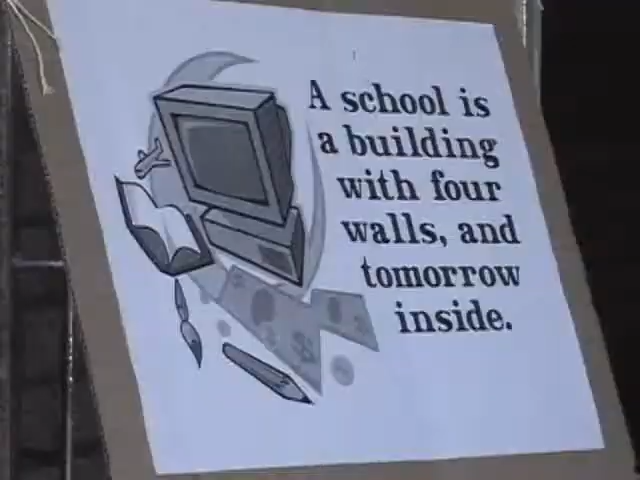 A school is
a building
with four
walls, and
tomorrow
inside.